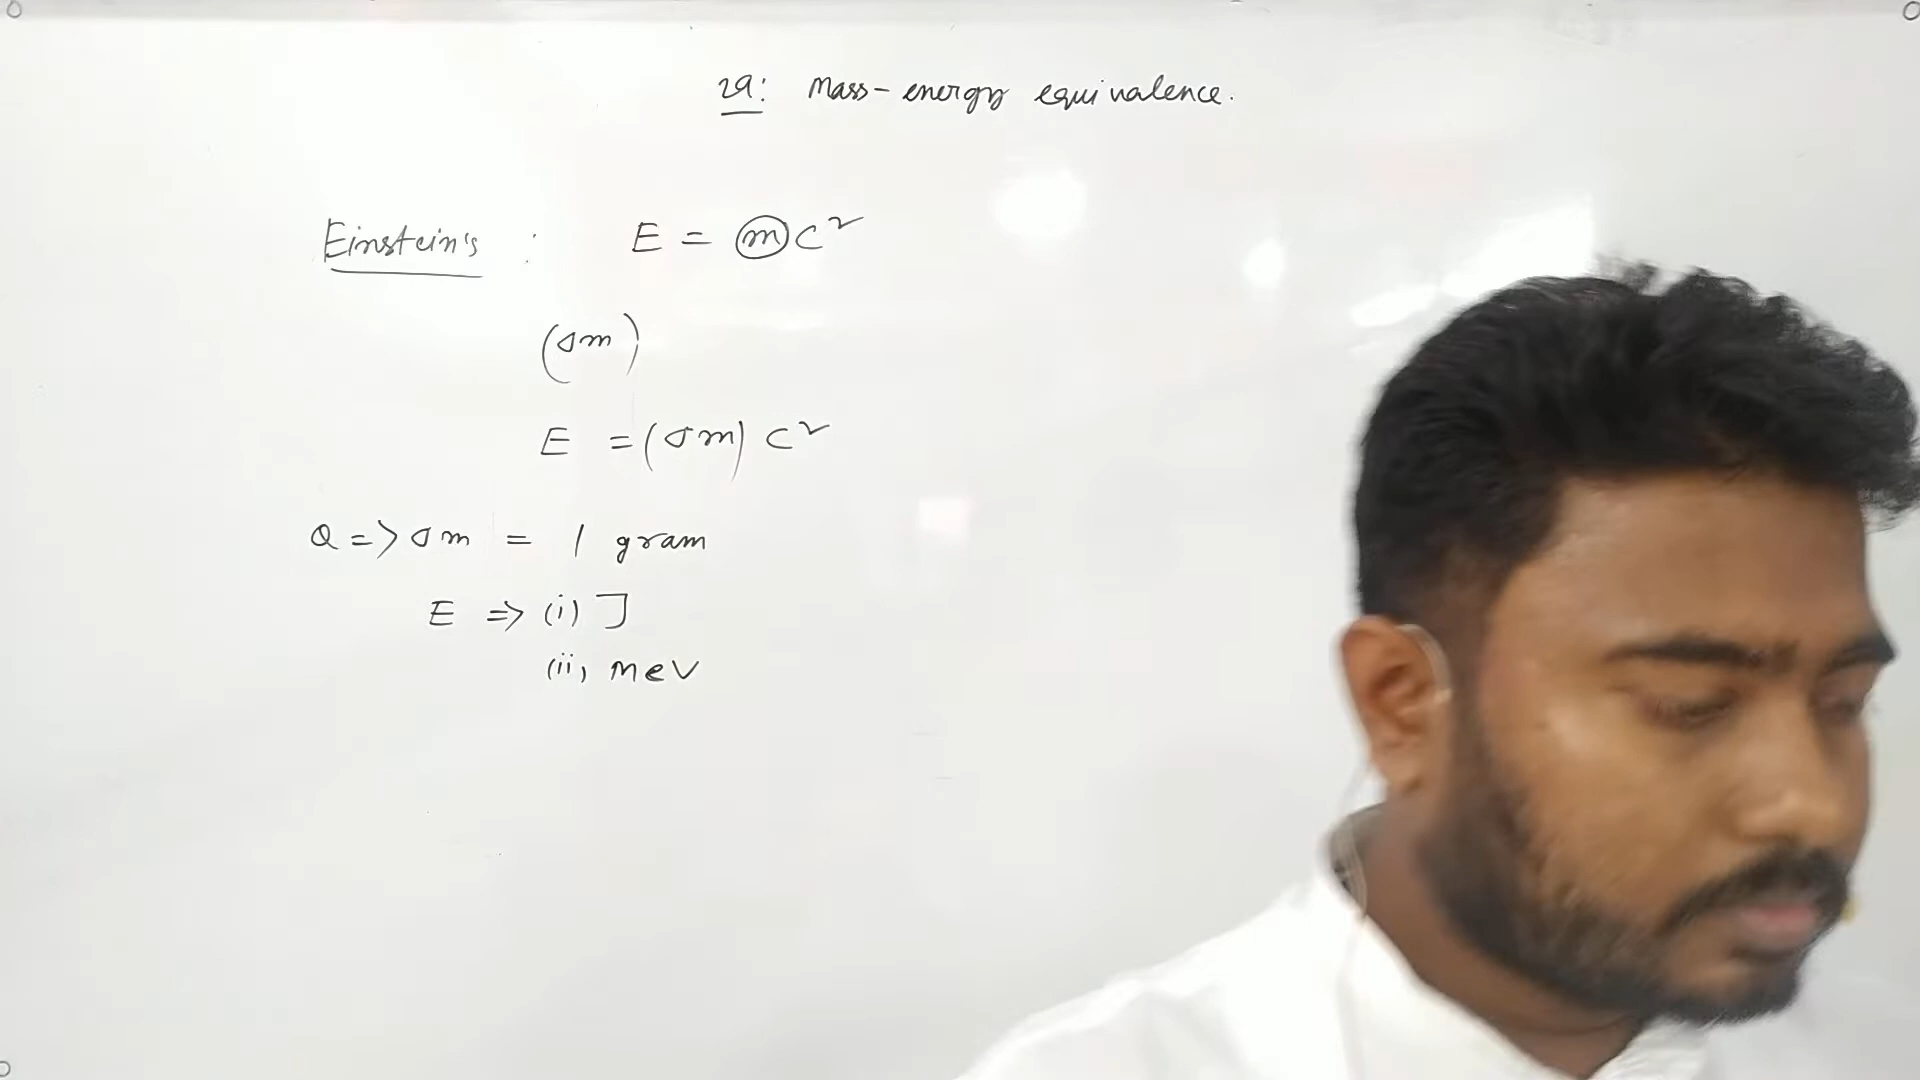 29: Mass-energy equivalence.
Einstein's : E = mc²
(Δm)
E = (Δm) c²
Q => Δm = 1 gram
E => (i) J
(ii) MeV